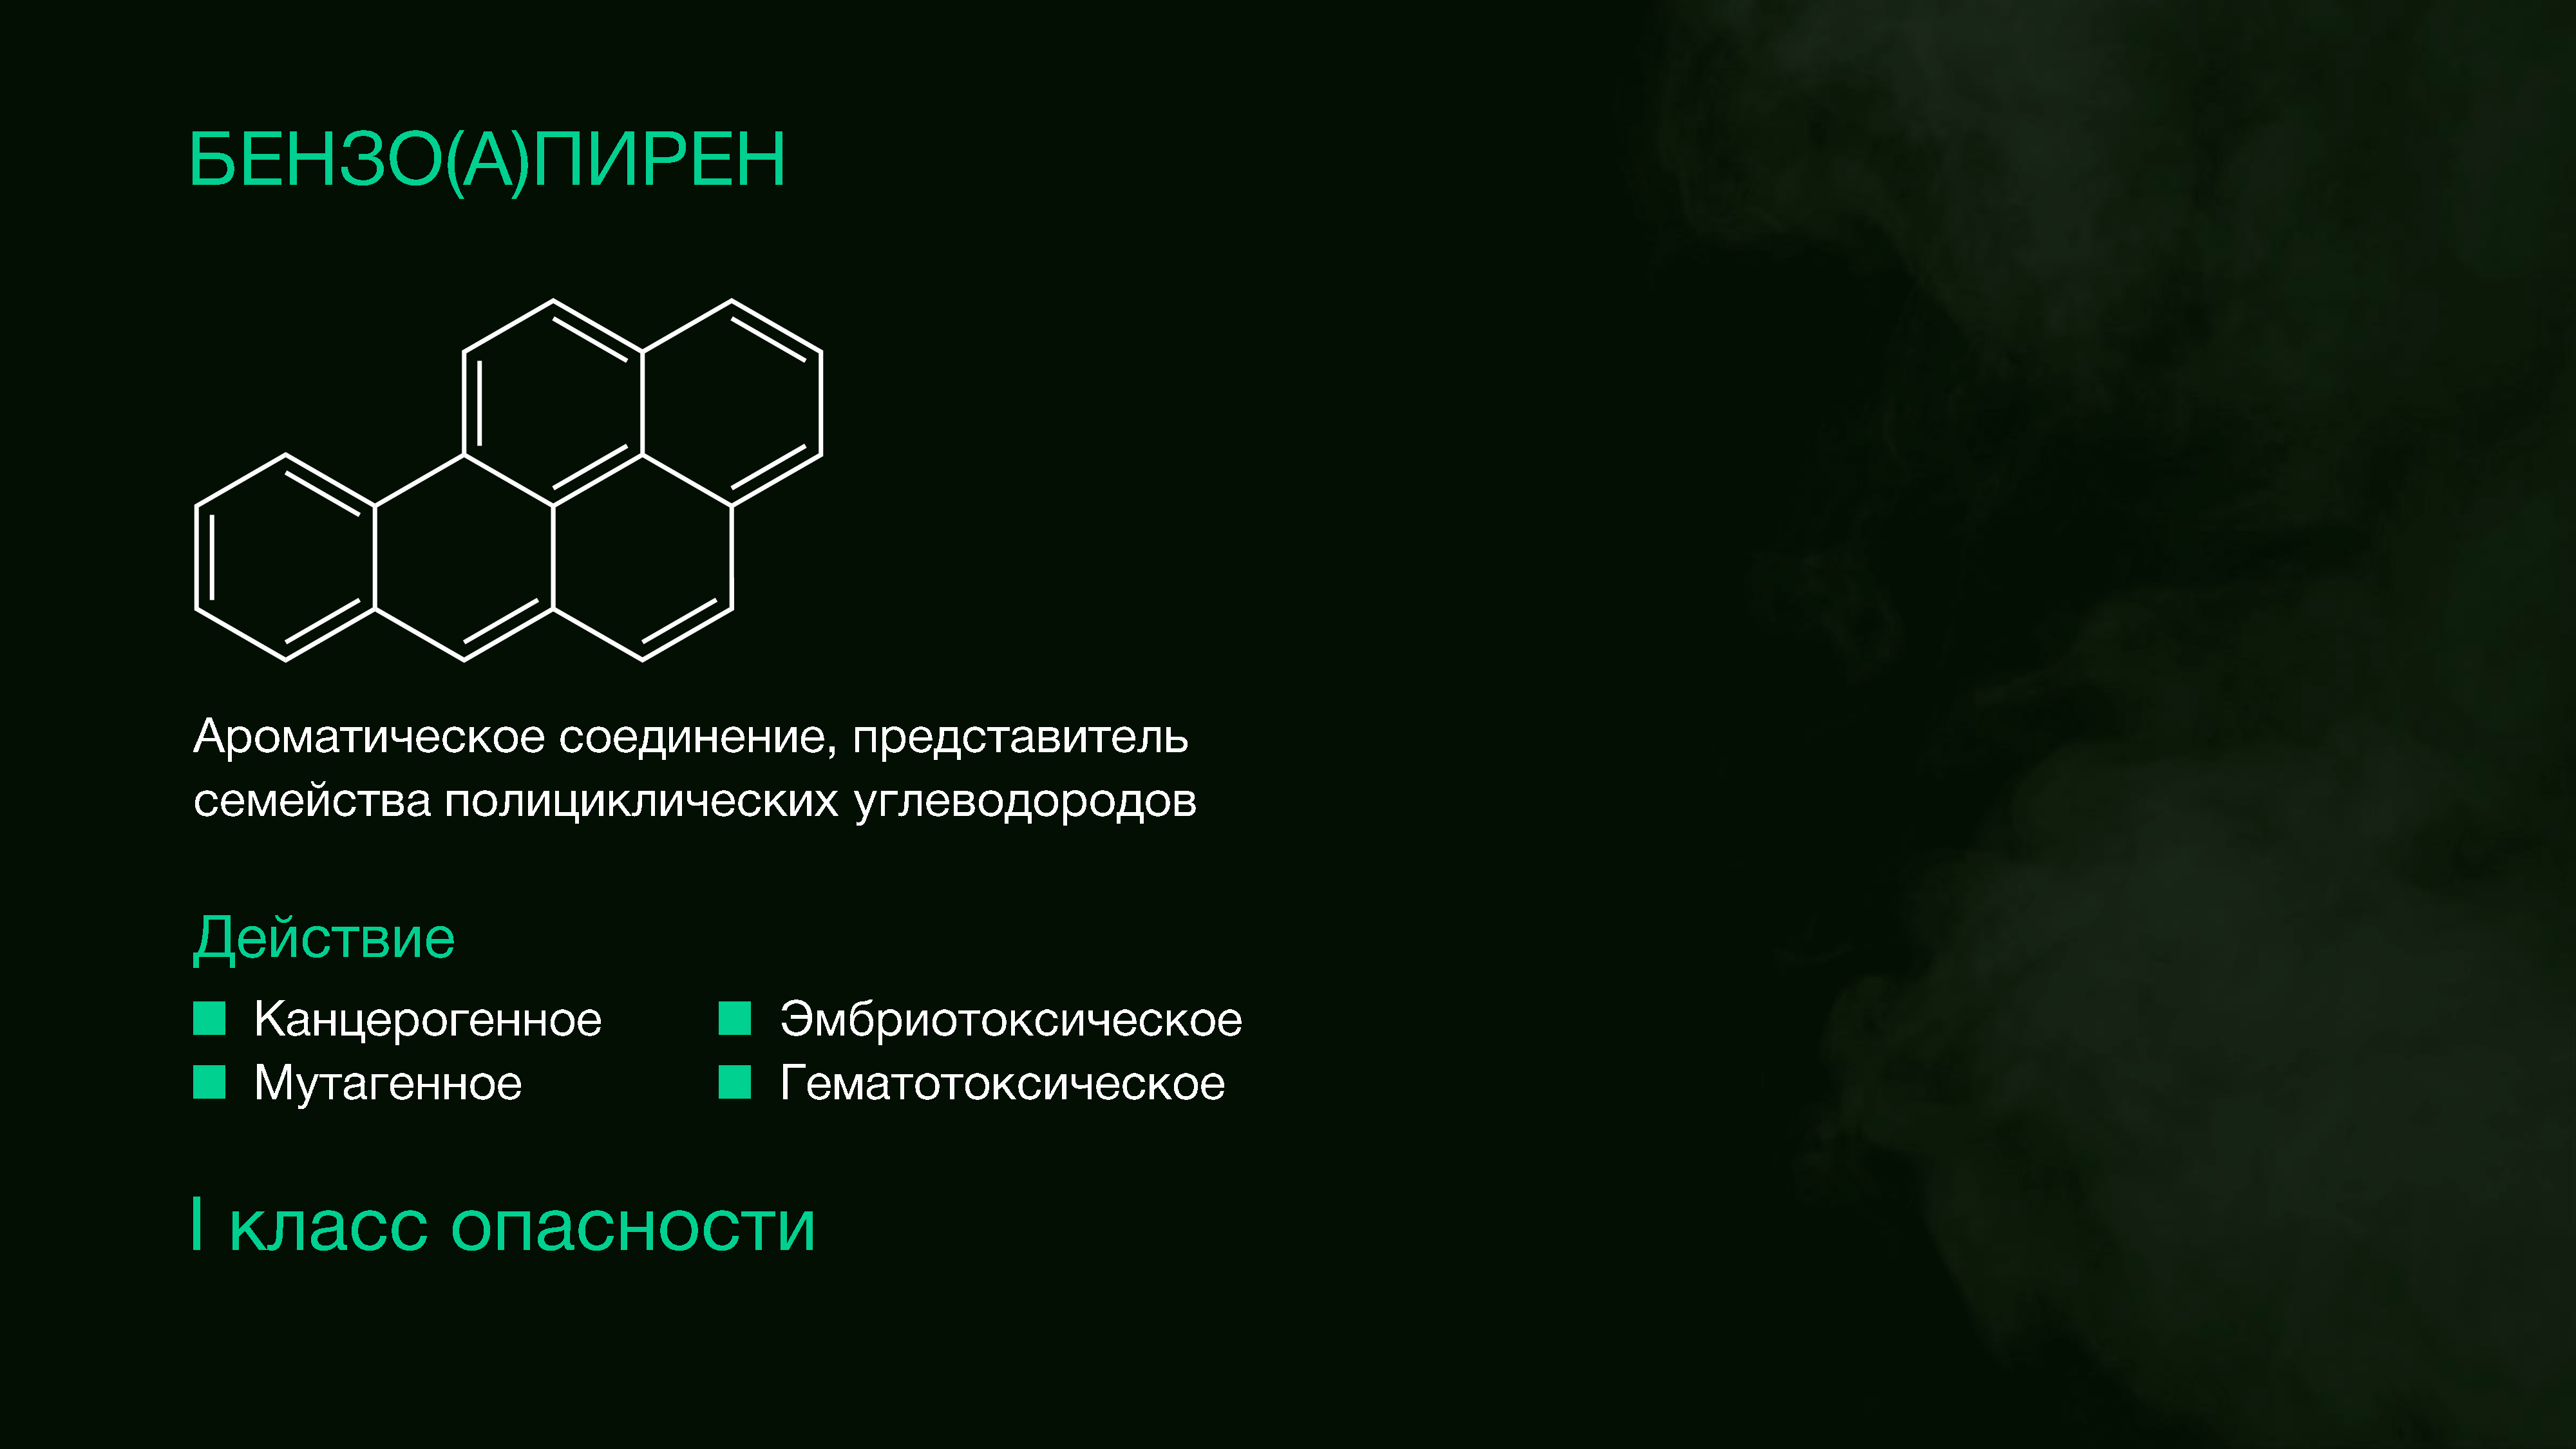 БЕНЗО(А)ПИРЕН
Ароматическое соединение, представитель
семейства полициклических углеводородов
Действие
Канцерогенное
Мутагенное
Эмбриотоксическое
Гематотоксическое
I класс опасности